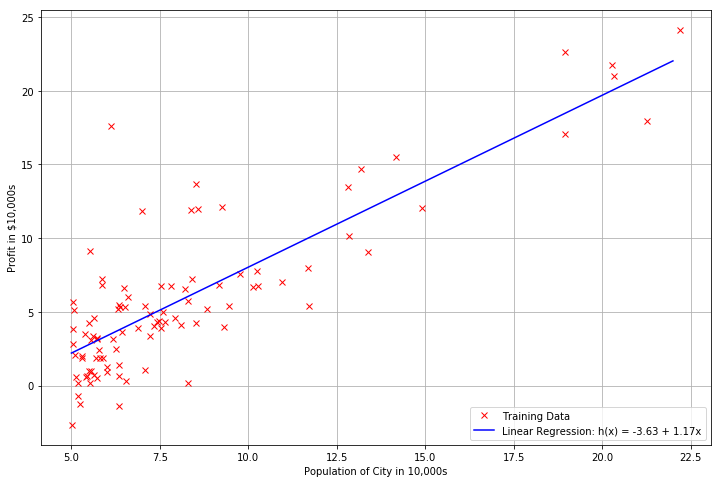 25
20
15
10
5
0
Profit in $10,000s
5.0 7.5 10.0 12.5 15.0 17.5 20.0 22.5
Population of City in 10,000s
Training Data
Linear Regression: h(x) = -3.63 + 1.17x